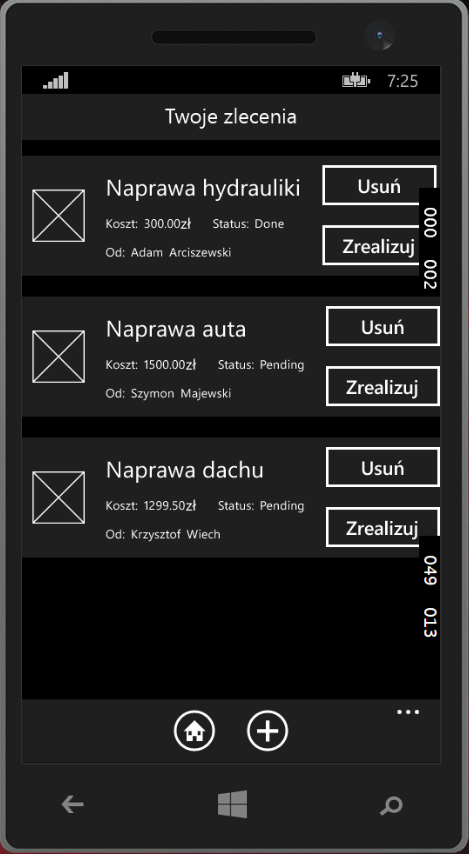 7:25
Twoje zlecenia
Naprawa hydrauliki
Usuń
Koszt: 300.00zł Status: Done
Od: Adam Arciszewski
Zrealizuj
000 002
Naprawa auta
Usuń
Koszt: 1500.00zł Status: Pending
Od: Szymon Majewski
Zrealizuj
Naprawa dachu
Usuń
Koszt: 1299.50zł Status: Pending
Od: Krzysztof Wiech
Zrealizuj
049 013